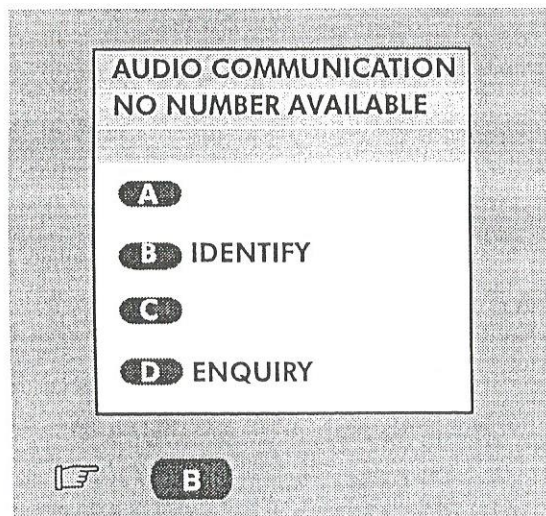 AUDIO COMMUNICATION
NO NUMBER AVAILABLE
A
B IDENTIFY
C
D ENQUIRY
B